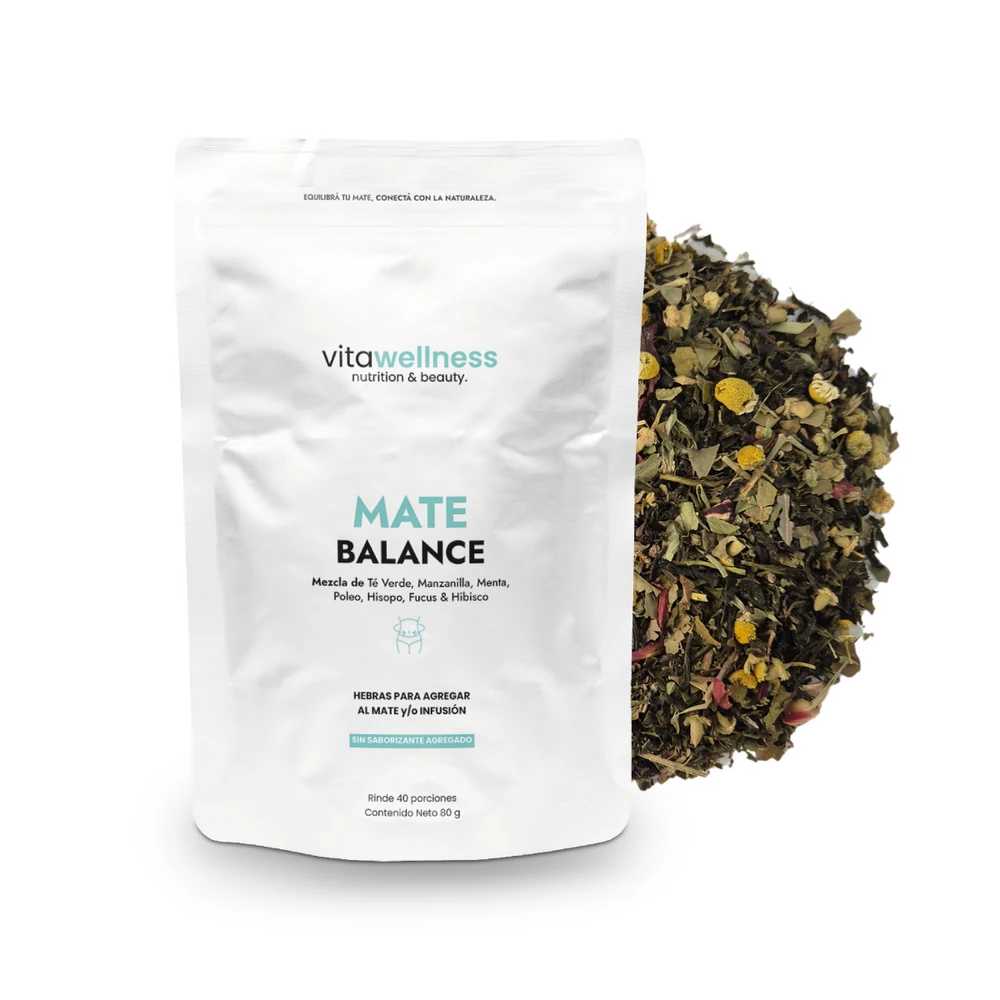 EQUILIBRÁ TU MATE, CONECTÁ CON LA NATURALEZA.
vitawellness
nutrition & beauty.
MATE
BALANCE
Mezcla de Té Verde, Manzanilla, Menta,
Poleo, Hisopo, Fucus & Hibisco
HEBRAS PARA AGREGAR
AL MATE y/o INFUSIÓN
SIN SABORIZANTE AGREGADO
Rinde 40 porciones
Contenido Neto 80 g